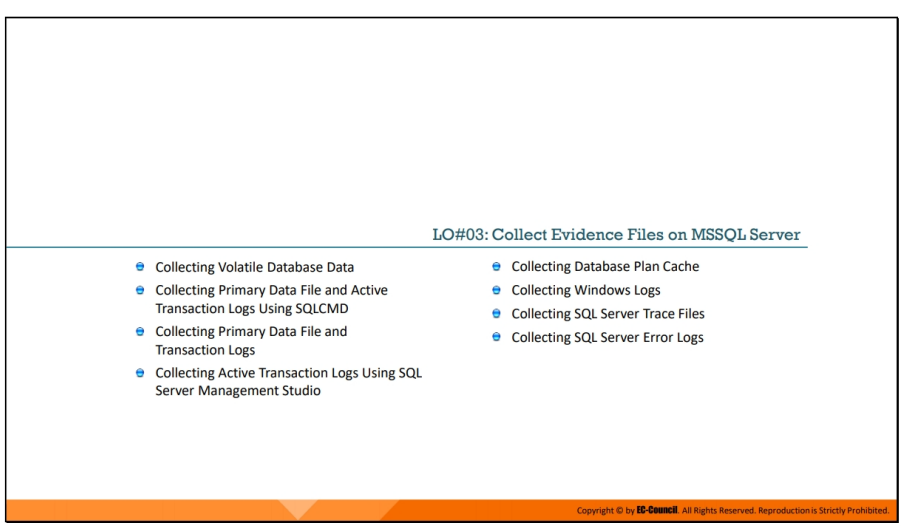 LO#03: Collect Evidence Files on MSSQL Server
Collecting Volatile Database Data
Collecting Primary Data File and Active
Transaction Logs Using SQLCMD
Collecting Primary Data File and
Transaction Logs
Collecting Active Transaction Logs Using SQL
Server Management Studio
Collecting Database Plan Cache
Collecting Windows Logs
Collecting SQL Server Trace Files
Collecting SQL Server Error Logs
Copyright © by EC-Council. All Rights Reserved. Reproduction is Strictly Prohibited.